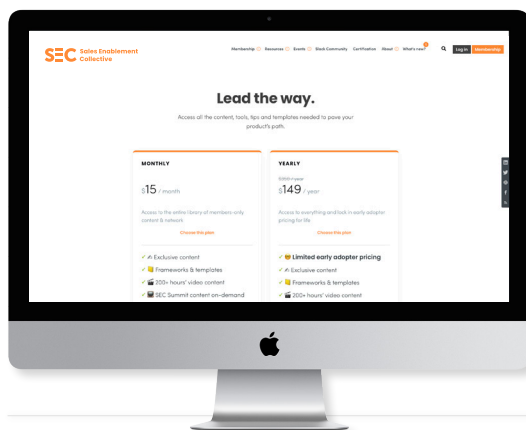 SEC Sales Enablement
Collective
Membership Resources Events Slack Community Certification About What's new?
Log in Membership
Lead the way.
Access all the content, tools, tips and templates needed to pave your
product's path.
MONTHLY
$15 / month
Access to the entire library of members-only
content & network
Choose this plan
✓ Exclusive content
✓ Frameworks & templates
✓ 200+ hours' video content
✓ SEC Summit content on-demand
YEARLY
$149 / year
Access to everything and lock in early adopter
pricing for life
Choose this plan
✓ Limited early adopter pricing
✓ Exclusive content
✓ Frameworks & templates
✓ 200+ hours' video content